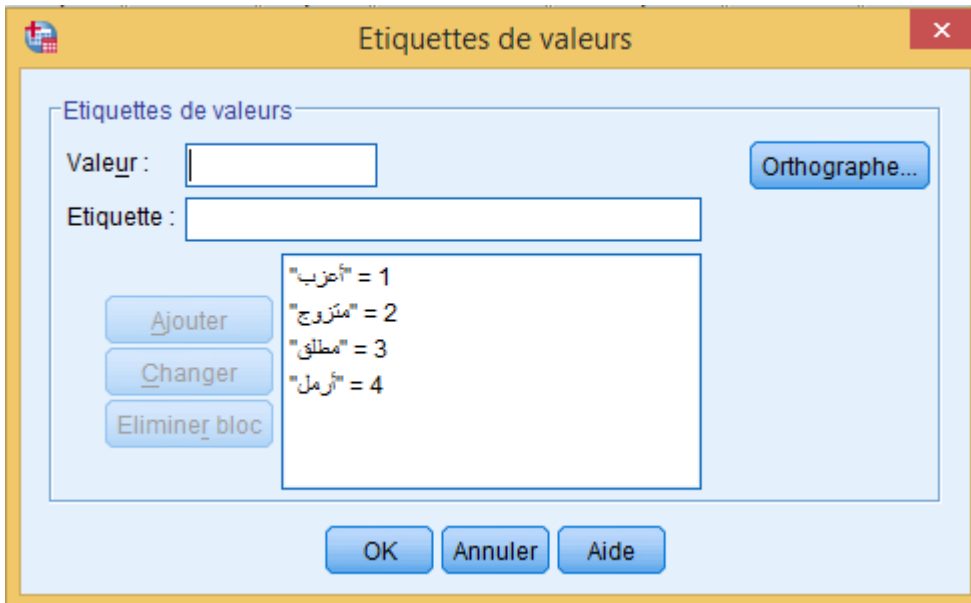 Etiquettes de valeurs
Etiquettes de valeurs
Valeur :
Orthographe...
Etiquette :
1 = "أعزب"
2 = "متزوج"
3 = "مطلق"
4 = "أرمل"
Ajouter
Changer
Eliminer bloc
OK
Annuler
Aide